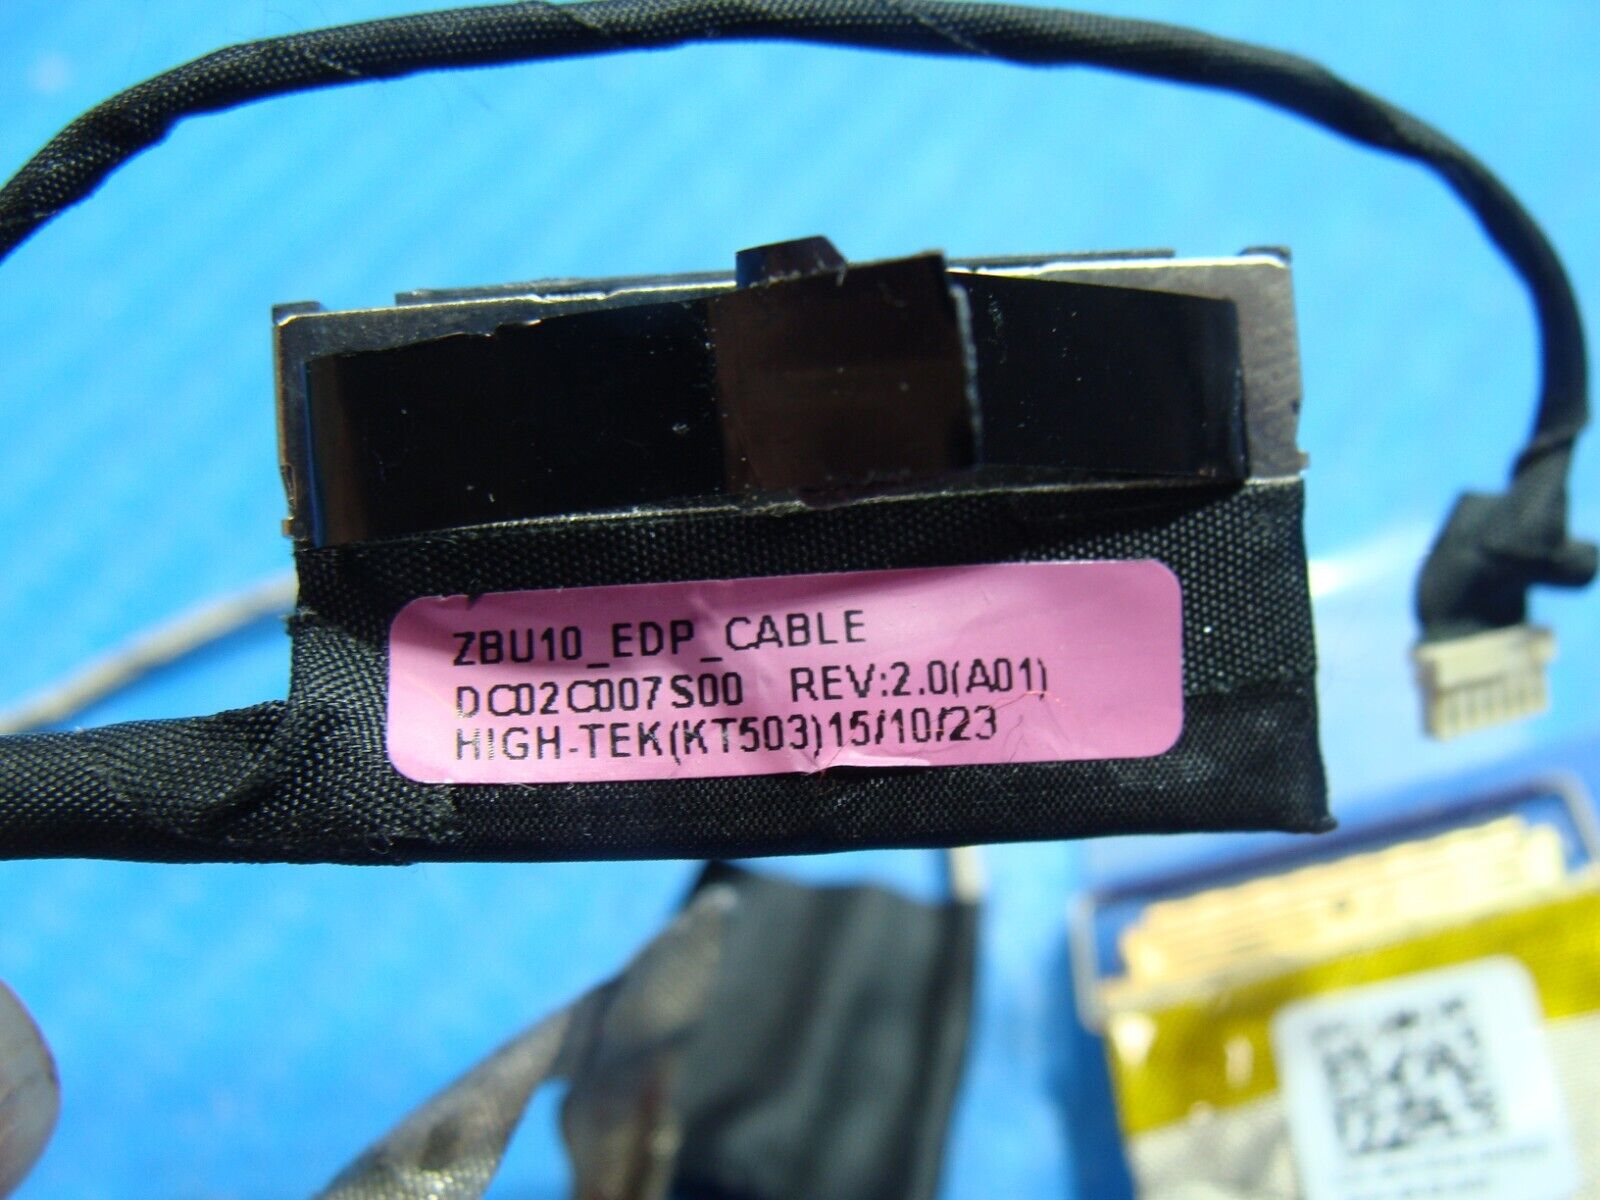 ZBU10_EDP_CABLE
DC02C007S00 REV:2.0(A01)
HIGH-TEK(KT503)15/10/23